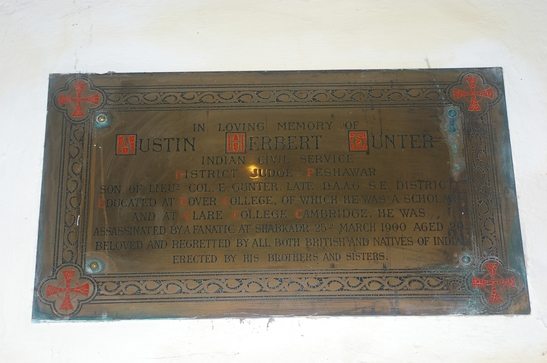 IN LOVING MEMORY OF
AUSTIN HERBERT GUNTER
INDIAN CIVIL SERVICE
DISTRICT JUDGE PESHAWAR
SON OF LIEUT COL. E. GUNTER, LATE D.A.A.G. S.E. DISTRICT
EDUCATED AT DOVER COLLEGE, OF WHICH HE WAS A SCHOLAR
AND AT CLARE COLLEGE CAMBRIDGE. HE WAS
ASSASSINATED BY A FANATIC AT SHABKADR 25TH MARCH 1900 AGED
BELOVED AND REGRETTED BY ALL BOTH BRITISH AND NATIVES OF INDIA
ERECTED BY HIS BROTHERS AND SISTERS.